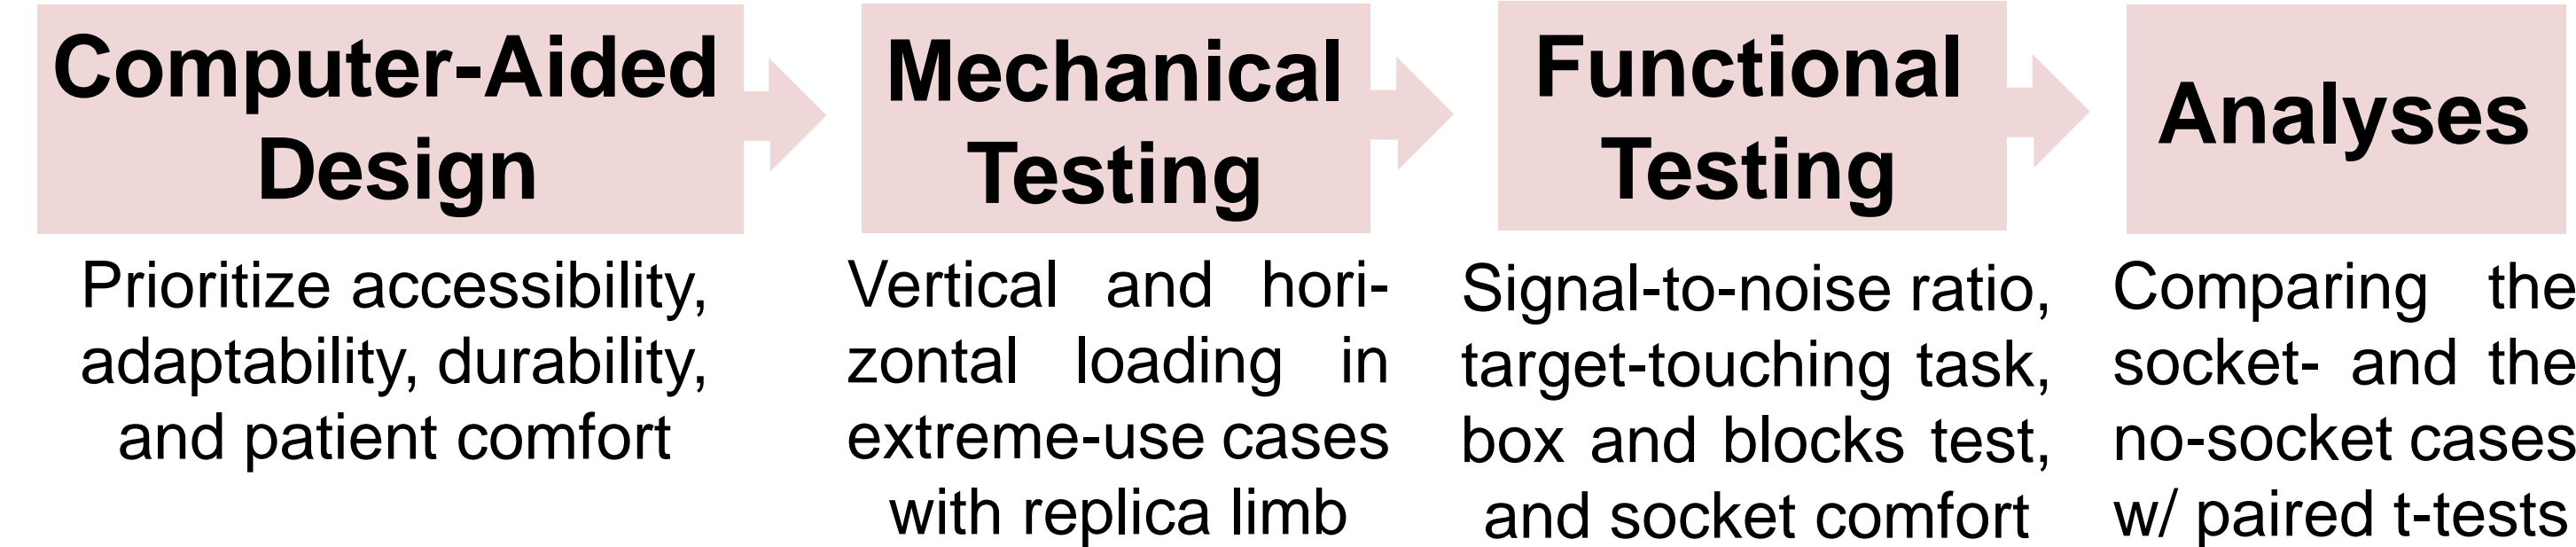 Computer-Aided
Design
Prioritize accessibility,
adaptability, durability,
and patient comfort
Mechanical
Testing
Vertical and hori-
zontal loading in
extreme-use cases
with replica limb
Functional
Testing
Signal-to-noise ratio,
target-touching task,
box and blocks test,
and socket comfort
Analyses
Comparing the
socket- and the
no-socket cases
w/ paired t-tests